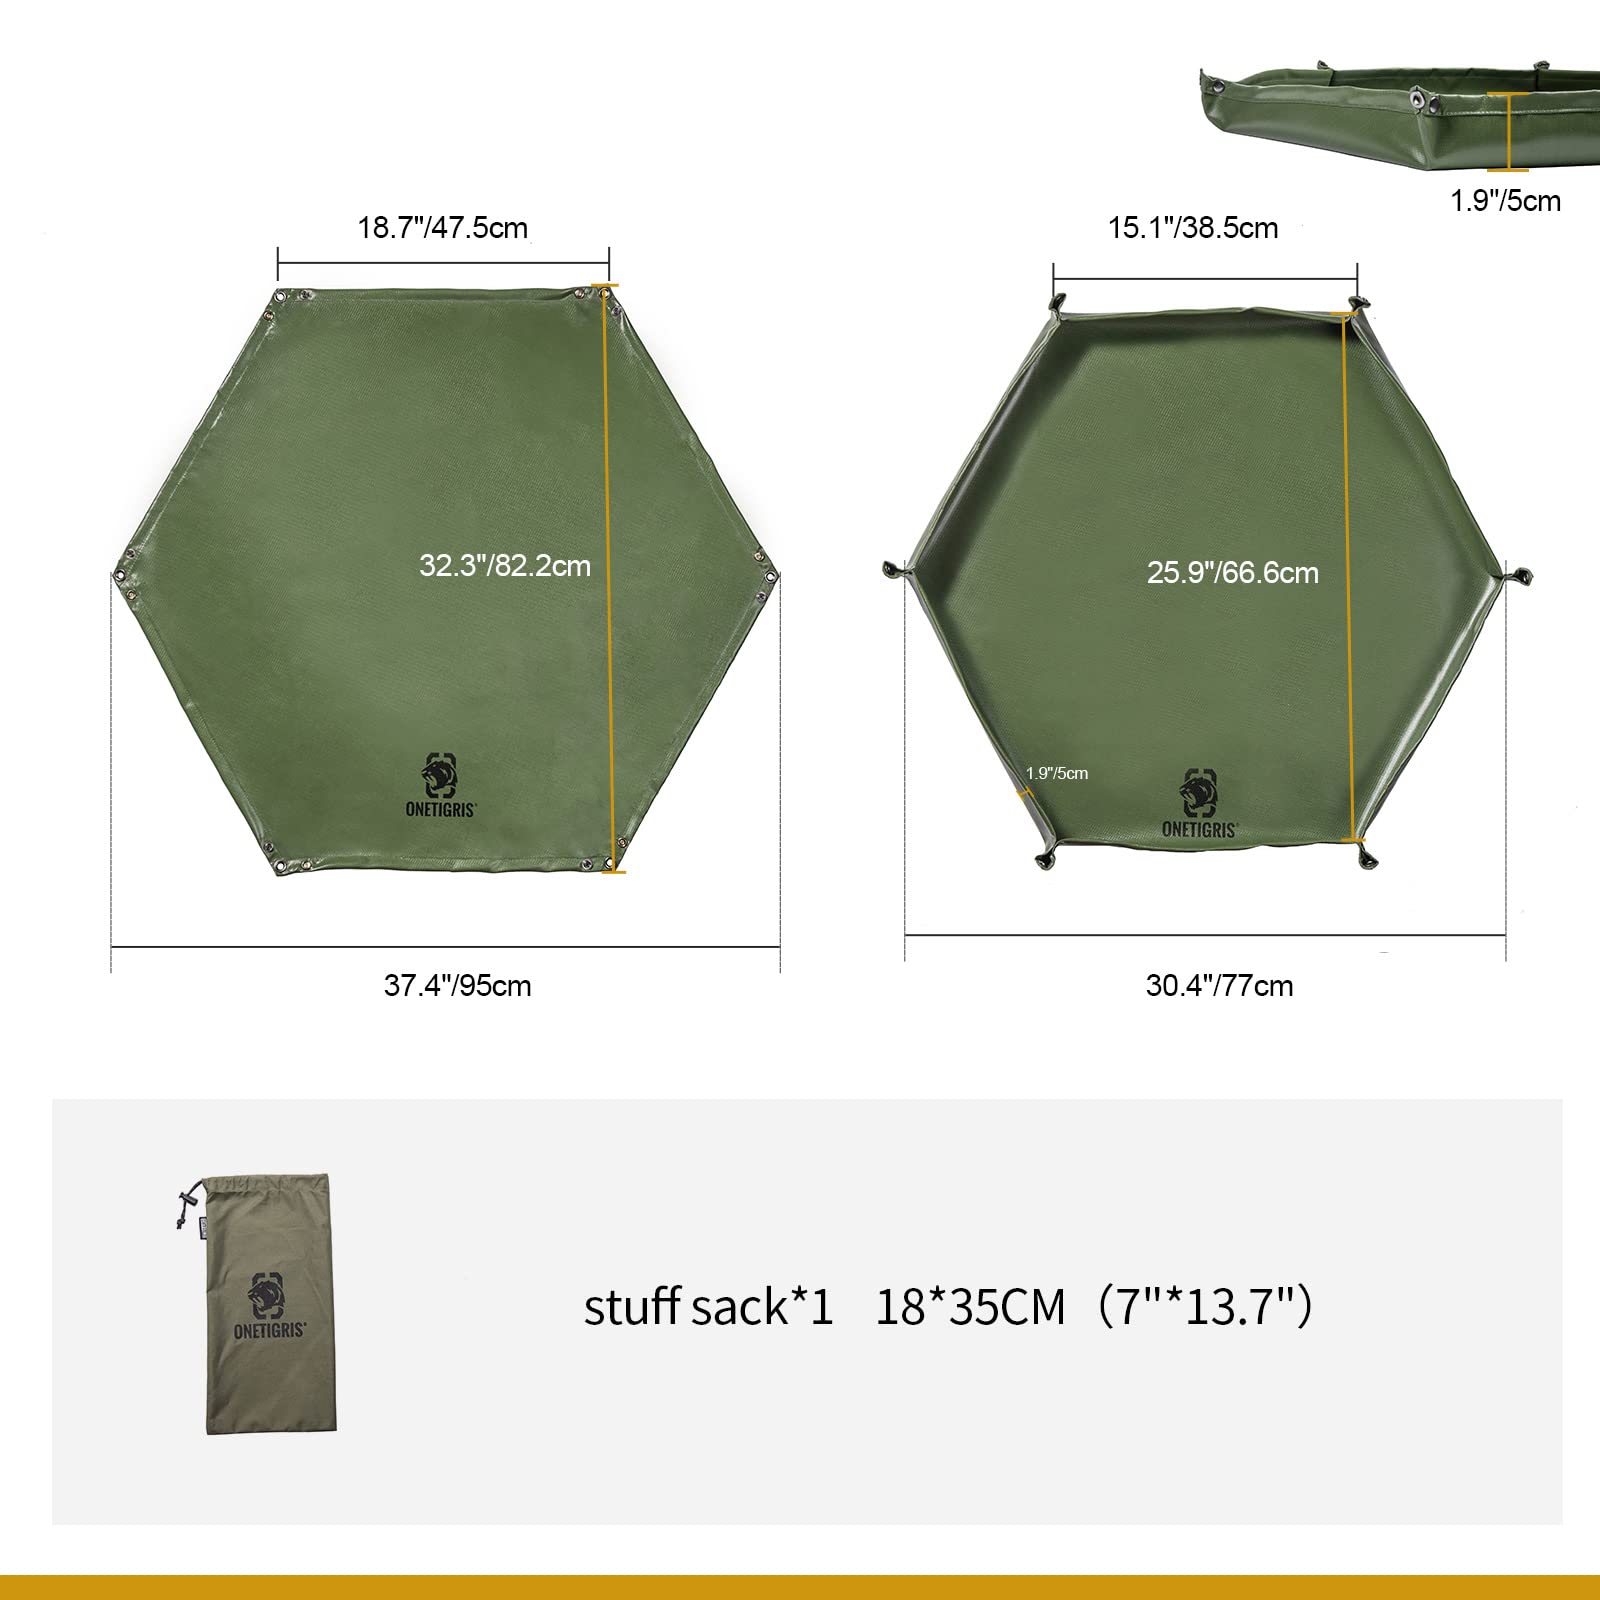 1.9"/5cm
18.7"/47.5cm
15.1"/38.5cm
32.3"/82.2cm
25.9"/66.6cm
1.9"/5cm
ONETIGRIS®
ONETIGRIS®
37.4"/95cm
30.4"/77cm
ONETIGRIS®
stuff sack*1 18*35CM（7"*13.7"）